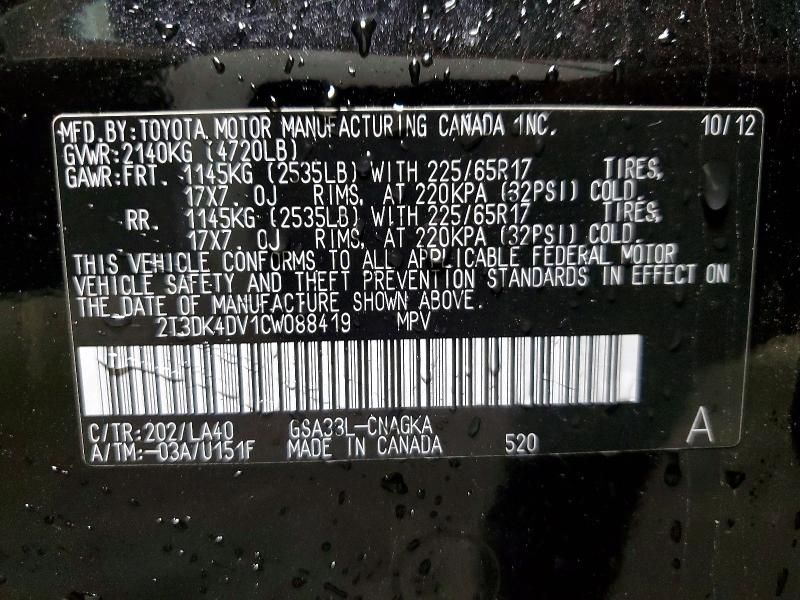 MFD. BY: TOYOTA MOTOR MANUFACTURING CANADA INC. 10/12
GVWR: 2140KG (4720LB)
GAWR: FRT. 1145KG (2535LB) WITH 225/65R17 TIRES,
17X7.0J RIMS, AT 220KPA (32PSI) COLD.
RR. 1145KG (2535LB) WITH 225/65R17 TIRES,
17X7.0J RIMS, AT 220KPA (32PSI) COLD.
THIS VEHICLE CONFORMS TO ALL APPLICABLE FEDERAL MOTOR
VEHICLE SAFETY AND THEFT PREVENTION STANDARDS IN EFFECT ON
THE DATE OF MANUFACTURE SHOWN ABOVE.
2T3DK4DV1CW088419 MPV
C/TR: 202/LA40 GSA33L-CNAGKA
A/TM: -03A/U151F MADE IN CANADA 520 A